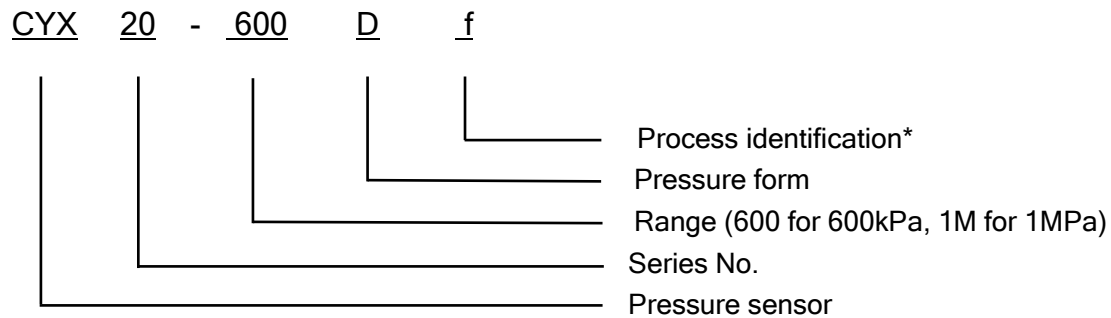 CYX 20 - 600 D f
Process identification*
Pressure form
Range (600 for 600kPa, 1M for 1MPa)
Series No.
Pressure sensor